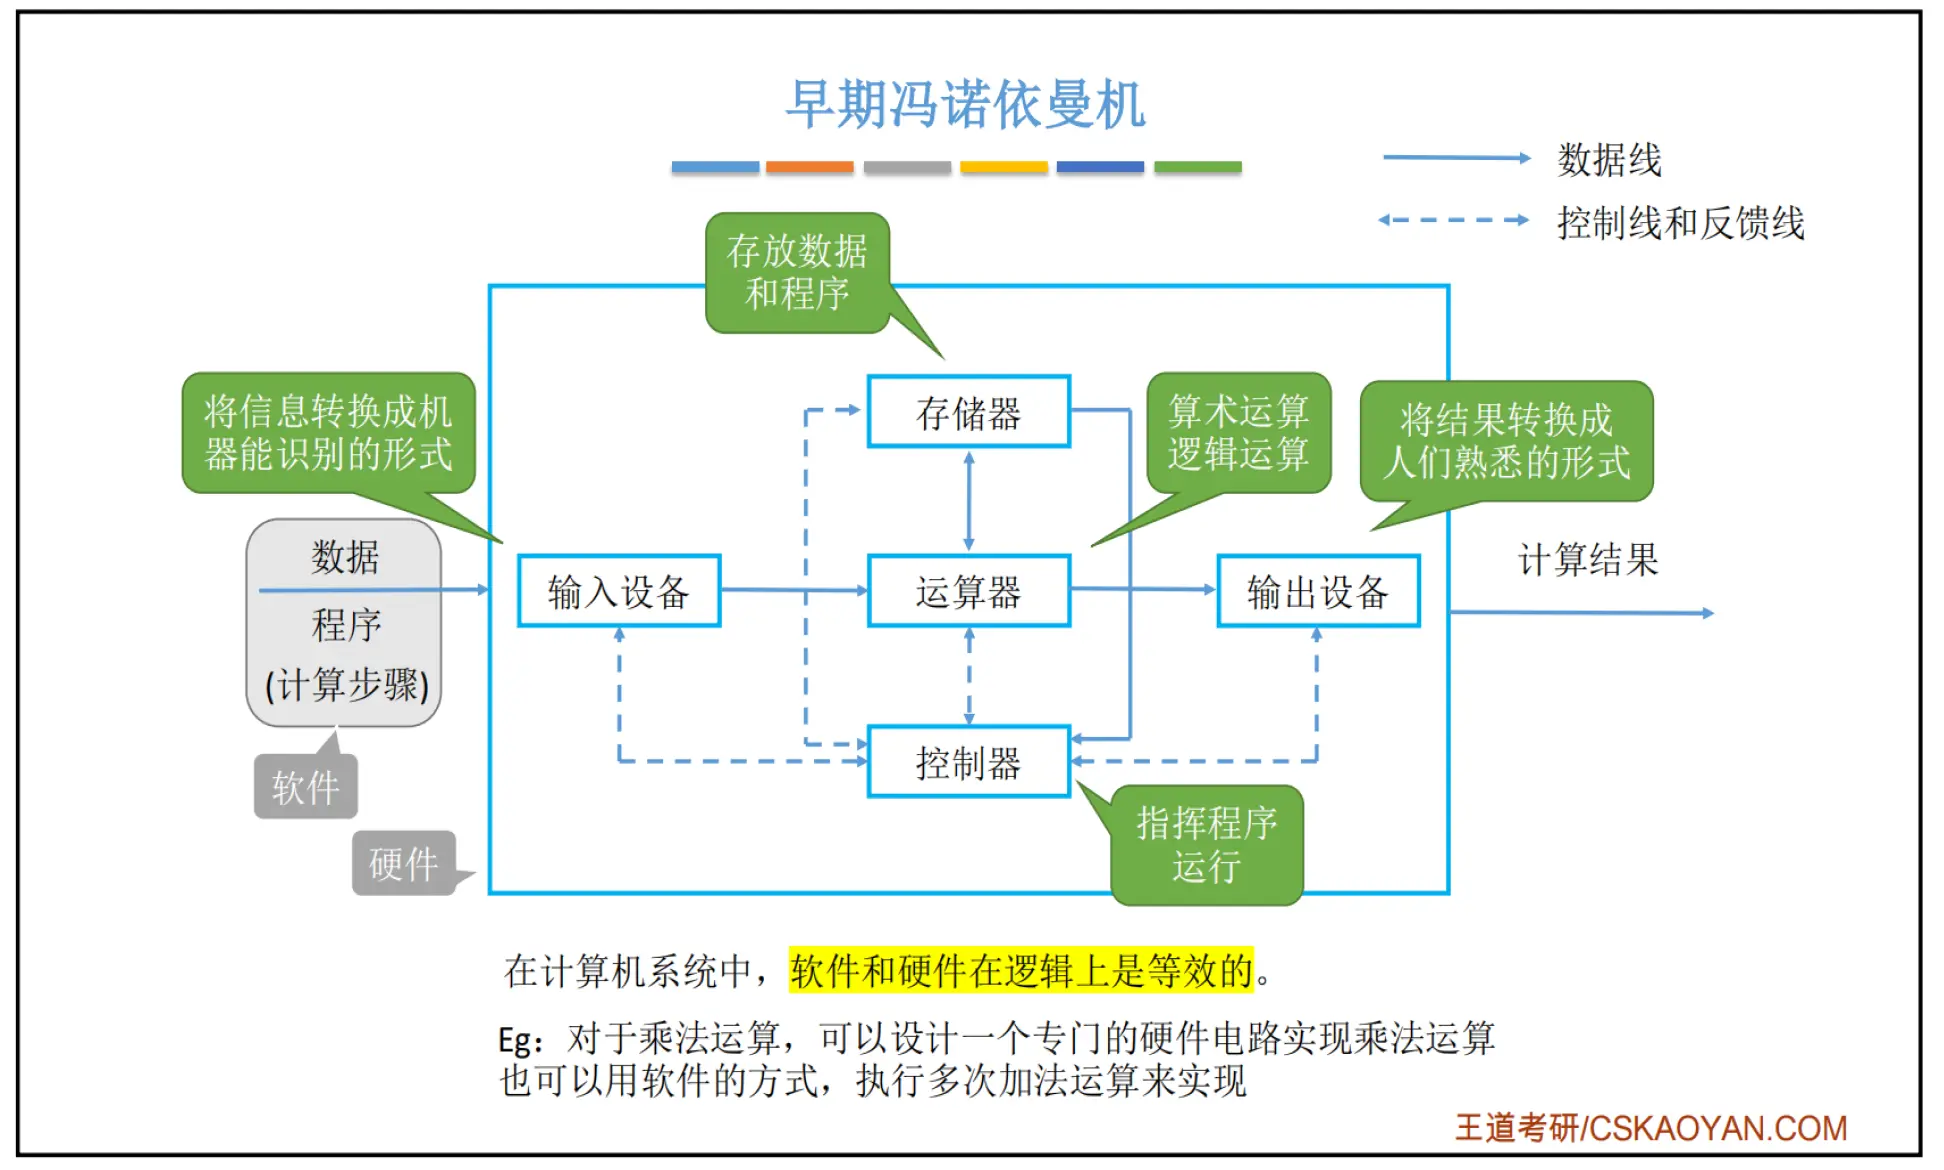 早期冯诺依曼机
数据线
控制线和反馈线
存放数据
和程序
将信息转换成机
器能识别的形式
存储器
算术运算
逻辑运算
将结果转换成
人们熟悉的形式
数据
程序
(计算步骤)
输入设备
运算器
输出设备
计算结果
软件
控制器
硬件
指挥程序
运行
在计算机系统中，软件和硬件在逻辑上是等效的。
Eg：对于乘法运算，可以设计一个专门的硬件电路实现乘法运算
也可以用软件的方式，执行多次加法运算来实现
王道考研/CSKAOYAN.COM